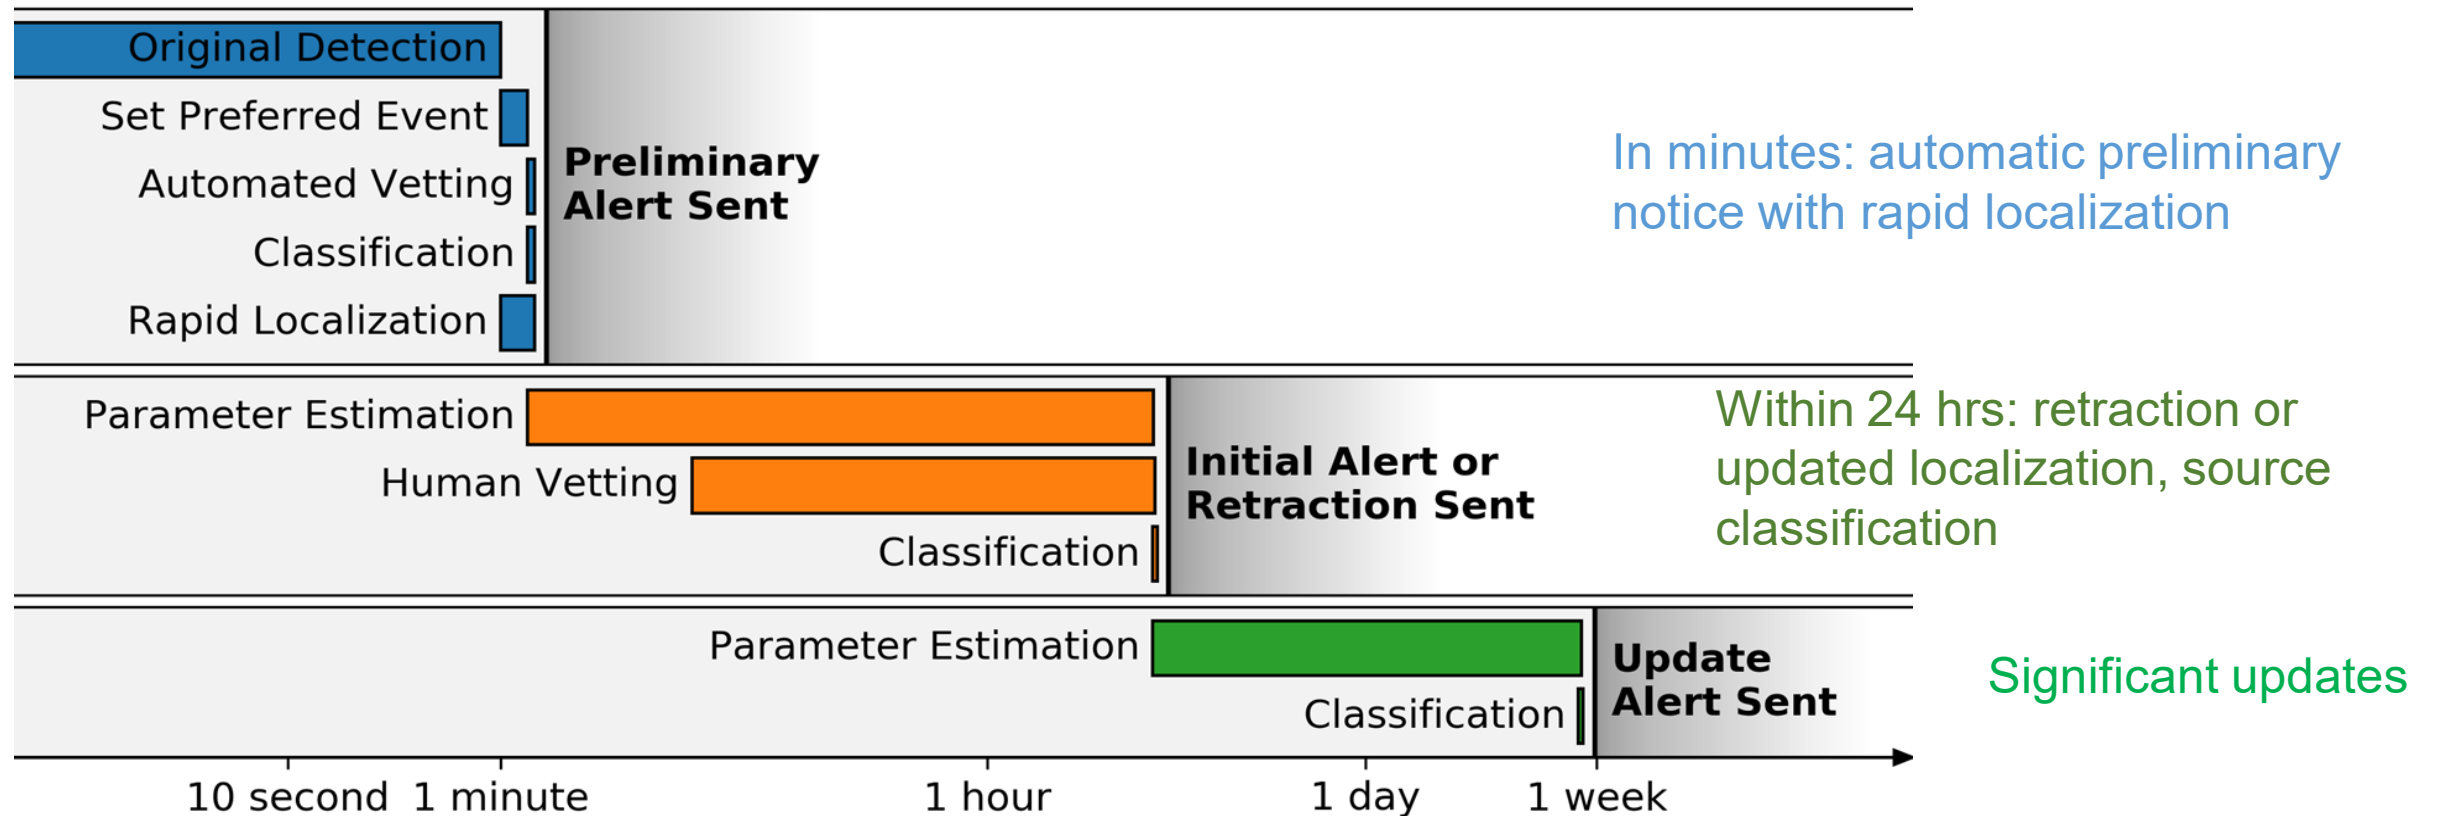 Original Detection
Set Preferred Event
Automated Vetting
Classification
Rapid Localization
Preliminary
Alert Sent
In minutes: automatic preliminary
notice with rapid localization
Parameter Estimation
Human Vetting
Classification
Initial Alert or
Retraction Sent
Within 24 hrs: retraction or
updated localization, source
classification
Parameter Estimation
Classification
Update
Alert Sent
Significant updates
10 second 1 minute 1 hour 1 day 1 week